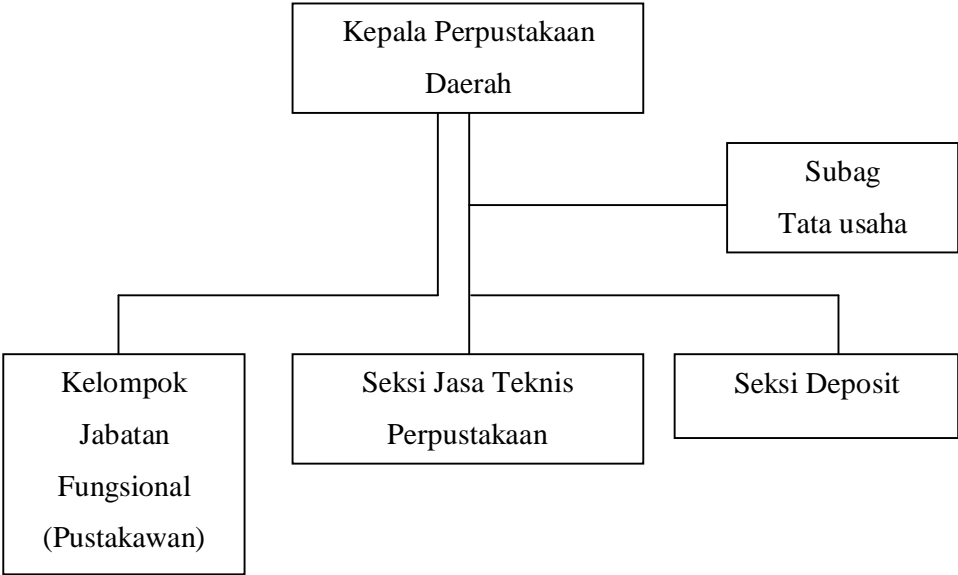 Kepala Perpustakaan
Daerah
Subag
Tata usaha
Kelompok
Jabatan
Fungsional
(Pustakawan)
Seksi Jasa Teknis
Perpustakaan
Seksi Deposit